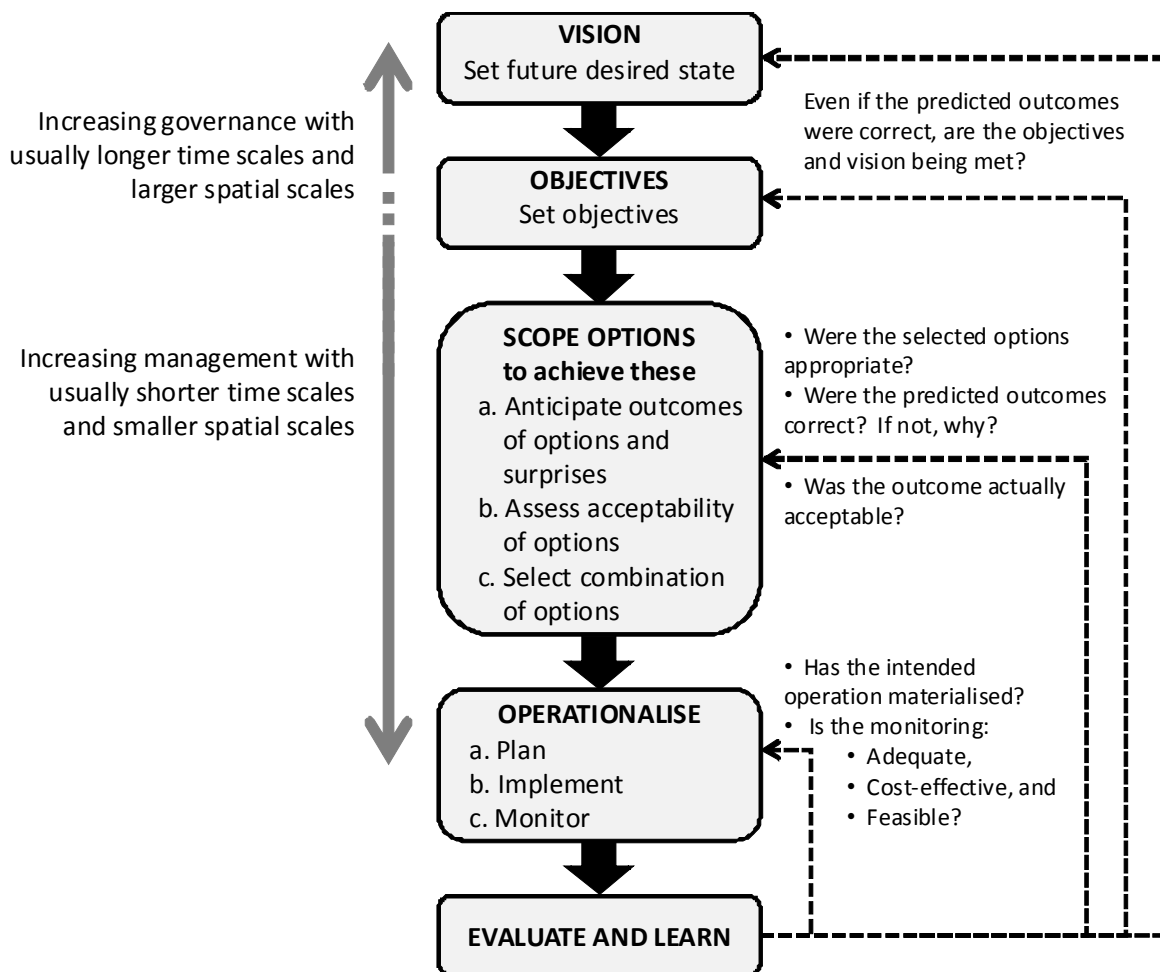 VISION
Set future desired state
Increasing governance with
usually longer time scales and
larger spatial scales
Even if the predicted outcomes
were correct, are the objectives
and vision being met?
OBJECTIVES
Set objectives
Increasing management with
usually shorter time scales
and smaller spatial scales
SCOPE OPTIONS
to achieve these
a. Anticipate outcomes
of options and
surprises
b. Assess acceptability
of options
c. Select combination
of options
• Were the selected options
appropriate?
• Were the predicted outcomes
correct? If not, why?
• Was the outcome actually
acceptable?
OPERATIONALISE
a. Plan
b. Implement
c. Monitor
• Has the intended
operation materialised?
• Is the monitoring:
• Adequate,
• Cost-effective, and
• Feasible?
EVALUATE AND LEARN